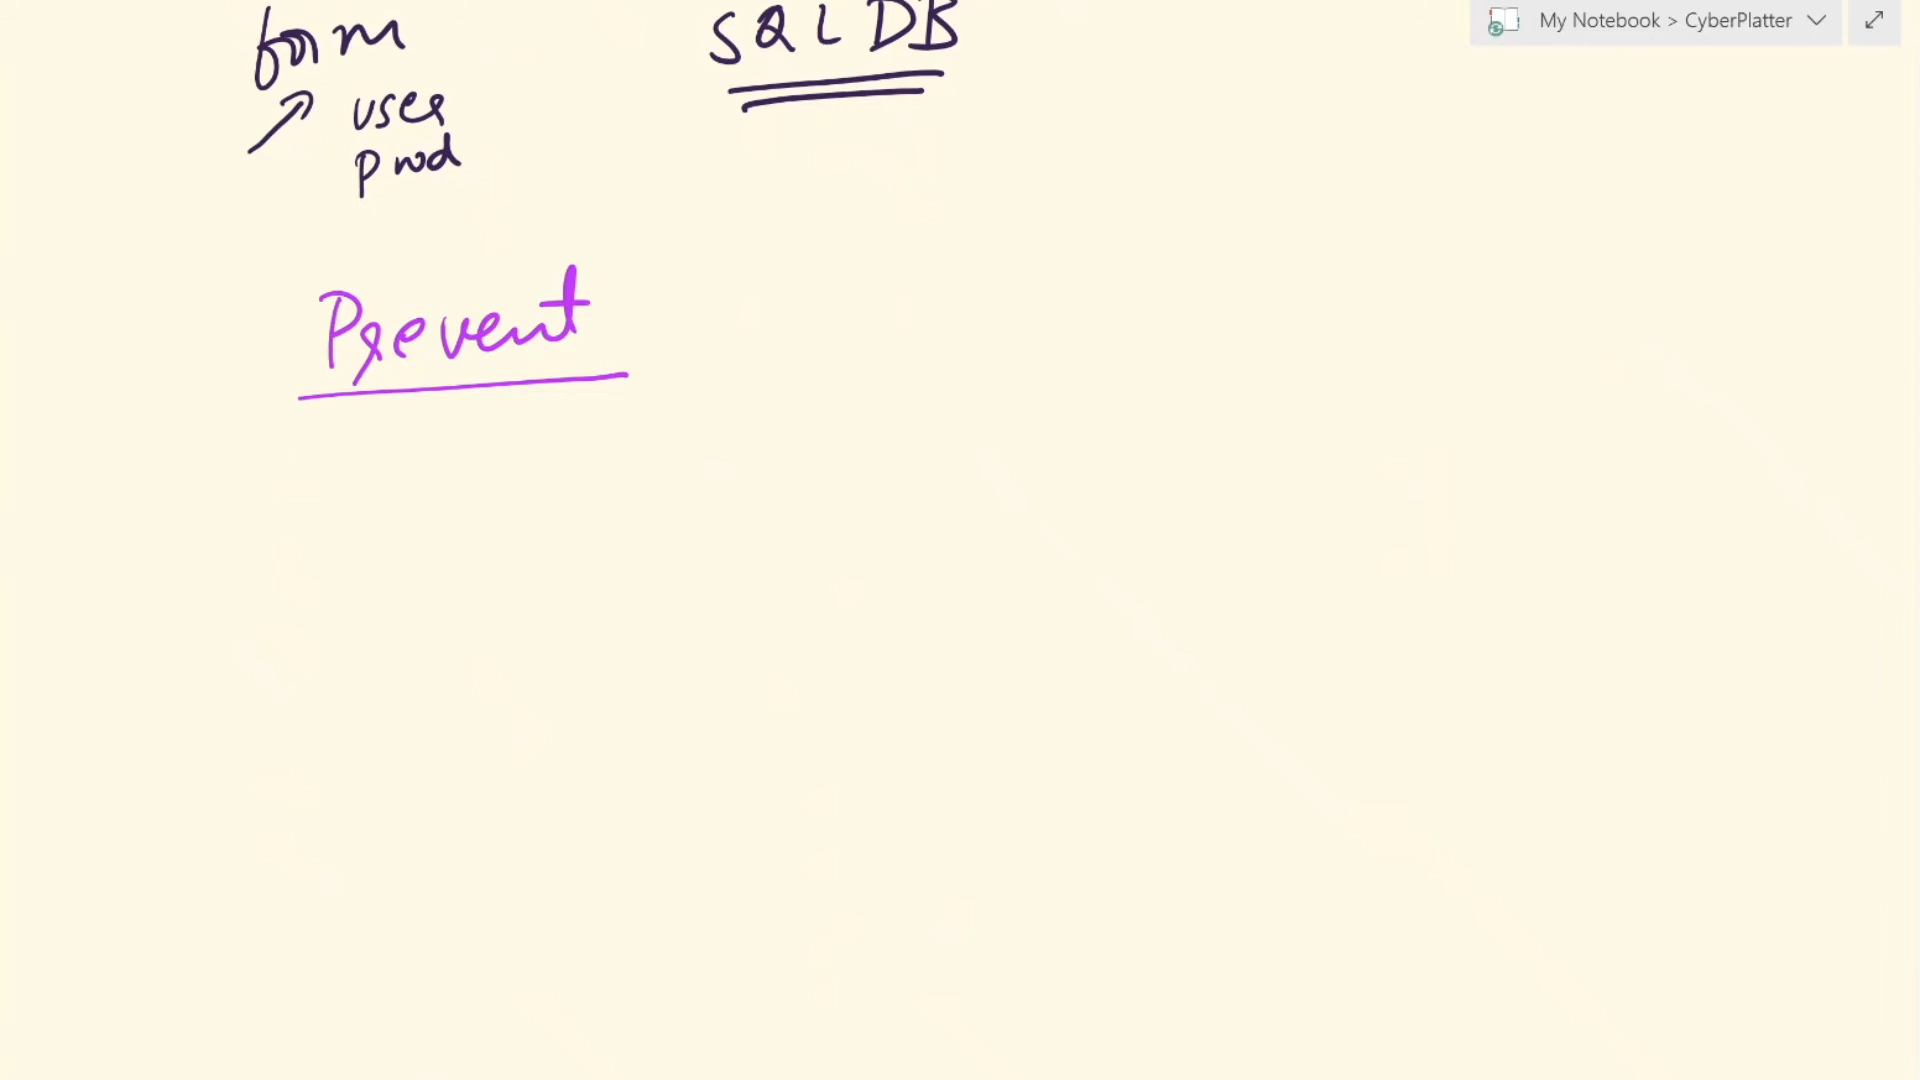 form
SQL DB
user
pwd
Prevent
My Notebook > CyberPlatter